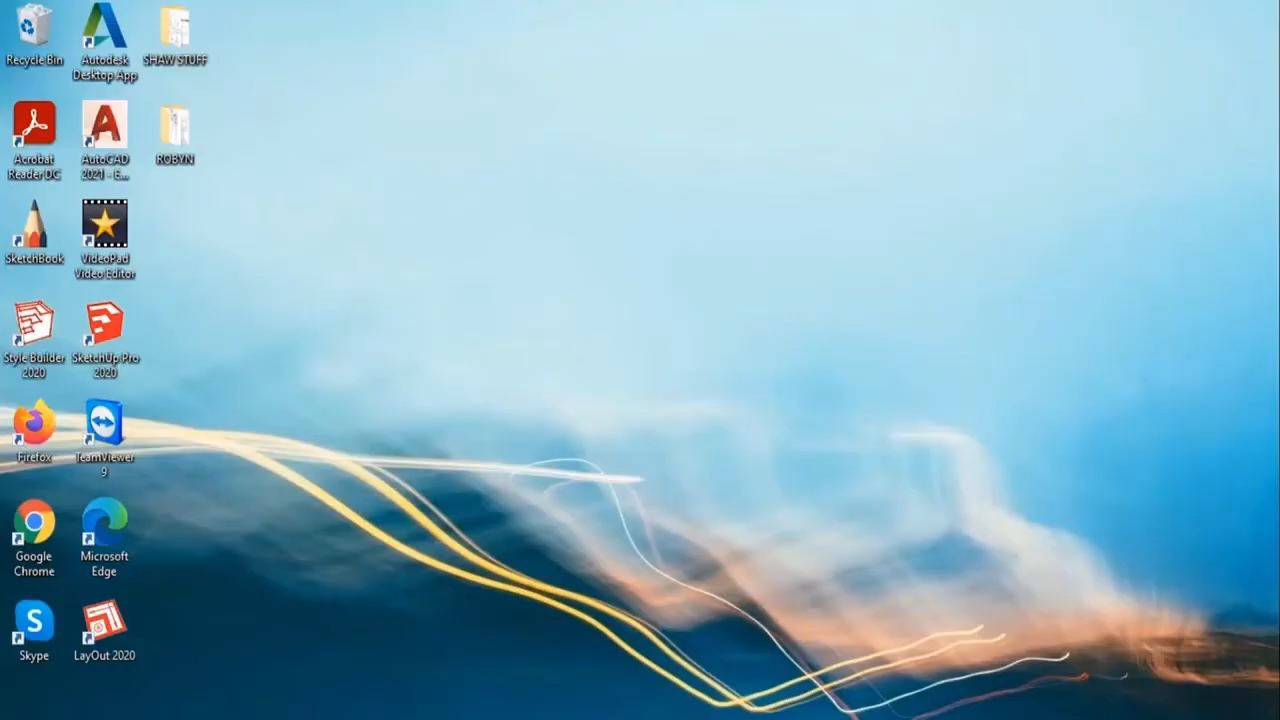 Recycle Bin
Autodesk
Desktop App
SHAW STUFF
Acrobat
Reader DC
AutoCAD
2021 - E...
ROBYN
SketchBook
VideoPad
Video Editor
Style Builder
2020
SketchUp Pro
2020
Firefox
TeamViewer
9
Google
Chrome
Microsoft
Edge
S
Skype
LayOut 2020